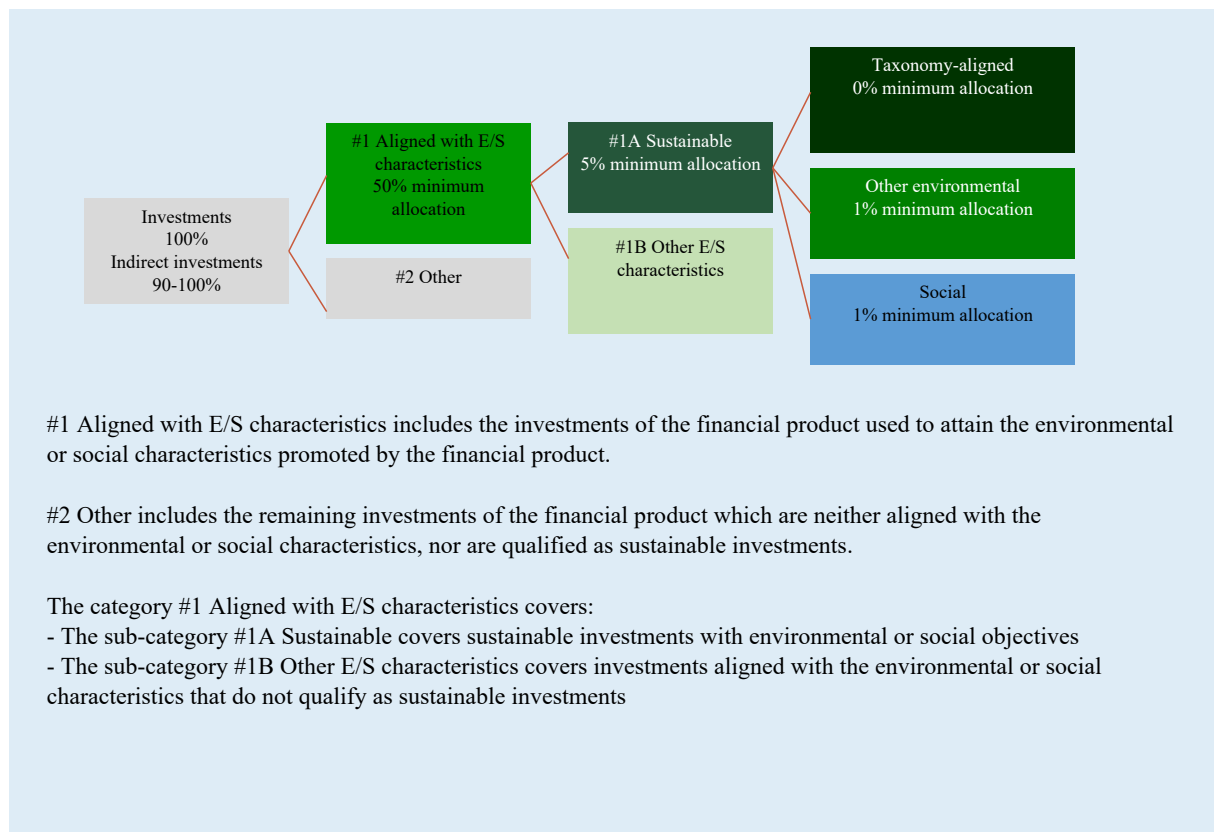 Investments
100%
Indirect investments
90-100%
#1 Aligned with E/S
characteristics
50% minimum
allocation
#2 Other
#1A Sustainable
5% minimum allocation
#1B Other E/S
characteristics
Taxonomy-aligned
0% minimum allocation
Other environmental
1% minimum allocation
Social
1% minimum allocation
#1 Aligned with E/S characteristics includes the investments of the financial product used to attain the environmental
or social characteristics promoted by the financial product.
#2 Other includes the remaining investments of the financial product which are neither aligned with the
environmental or social characteristics, nor are qualified as sustainable investments.
The category #1 Aligned with E/S characteristics covers:
- The sub-category #1A Sustainable covers sustainable investments with environmental or social objectives
- The sub-category #1B Other E/S characteristics covers investments aligned with the environmental or social
characteristics that do not qualify as sustainable investments